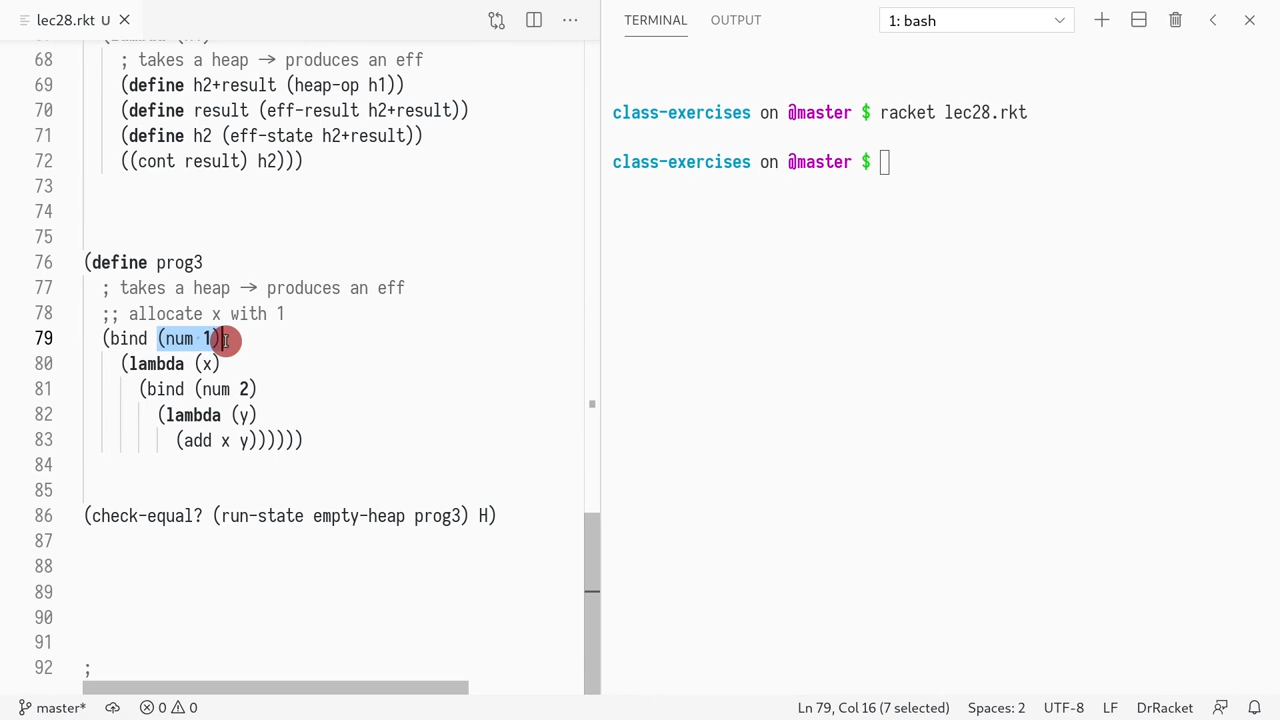 lec28.rkt U
68 ; takes a heap → produces an eff
69 (define h2+result (heap-op h1))
70 (define result (eff-result h2+result))
71 (define h2 (eff-state h2+result))
72 ((cont result) h2)))
73
74
75
76 (define prog3
77 ; takes a heap → produces an eff
78 ;; allocate x with 1
79 (bind (num 1)
80 (lambda (x)
81 (bind (num 2)
82 (lambda (y)
83 (add x y))))))
84
85
86 (check-equal? (run-state empty-heap prog3) H)
87
88
89
90
91
92 ;
TERMINAL OUTPUT 1: bash
class-exercises on @master $ racket lec28.rkt
class-exercises on @master $
master* 0 0 Ln 79, Col 16 (7 selected) Spaces: 2 UTF-8 LF DrRacket